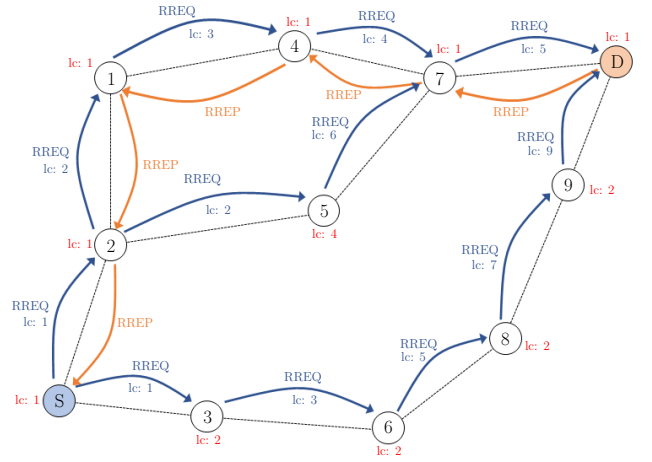 RREQ
lc: 3
lc: 1
RREQ
lc: 4
4
lc: 1
RREQ
lc: 5
lc: 1
D
lc: 1
1
7
RREP
RREP
RREP
RREQ
lc: 6
RREQ
lc: 9
RREQ
lc: 2
RREP
RREQ
lc: 2
9
lc: 2
5
lc: 4
lc: 1
2
RREQ
lc: 7
RREQ
lc: 1
RREP
8
lc: 2
RREQ
lc: 5
RREQ
lc: 1
RREQ
lc: 3
lc: 1
S
3
lc: 2
6
lc: 2